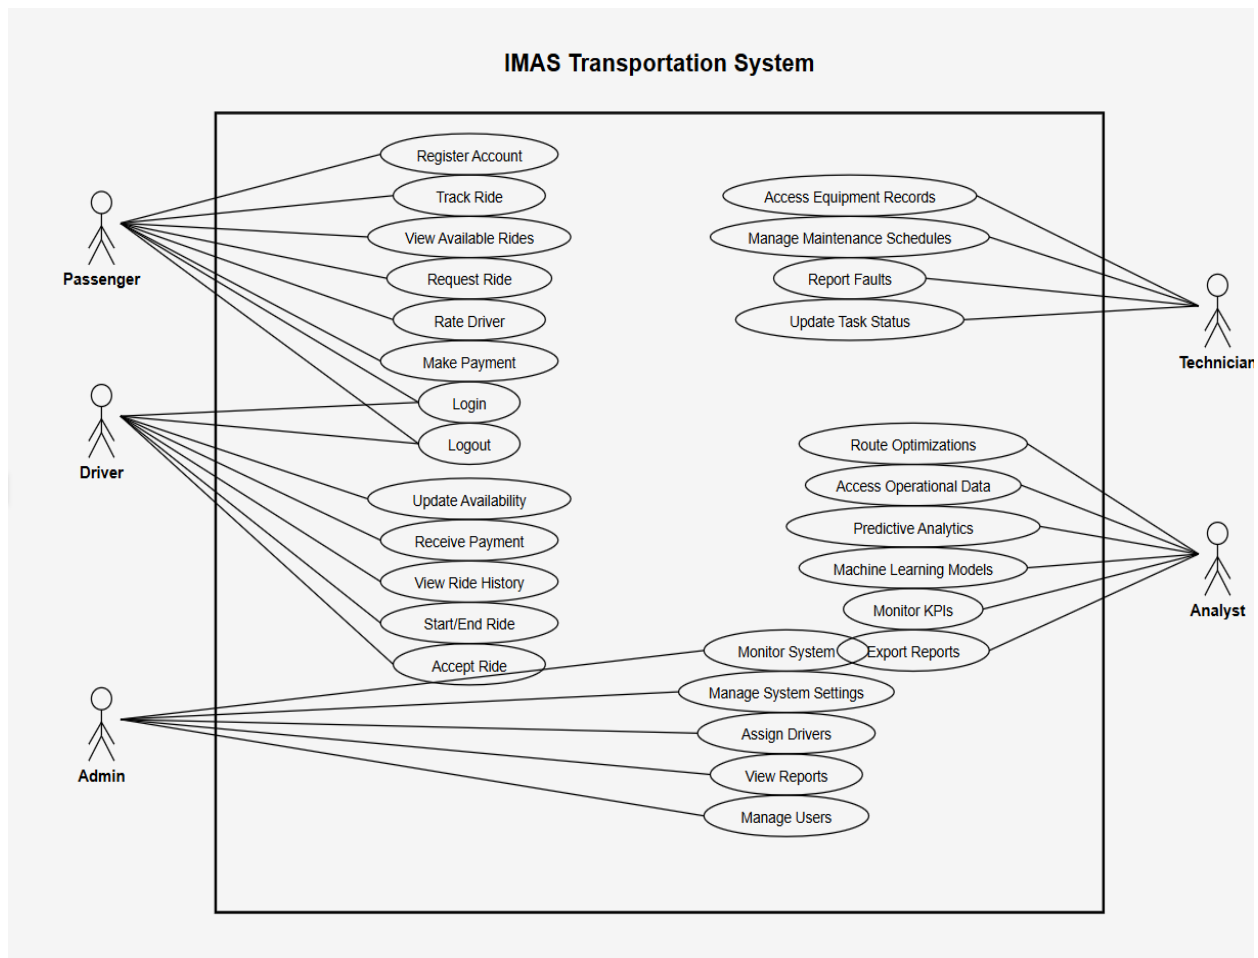 IMAS Transportation System
Register Account
Track Ride
View Available Rides
Request Ride
Rate Driver
Make Payment
Login
Logout
Update Availability
Receive Payment
View Ride History
Start/End Ride
Accept Ride
Passenger
Driver
Admin
Access Equipment Records
Manage Maintenance Schedules
Report Faults
Update Task Status
Technician
Route Optimizations
Access Operational Data
Predictive Analytics
Machine Learning Models
Monitor KPIs
Export Reports
Analyst
Monitor System
Manage System Settings
Assign Drivers
View Reports
Manage Users